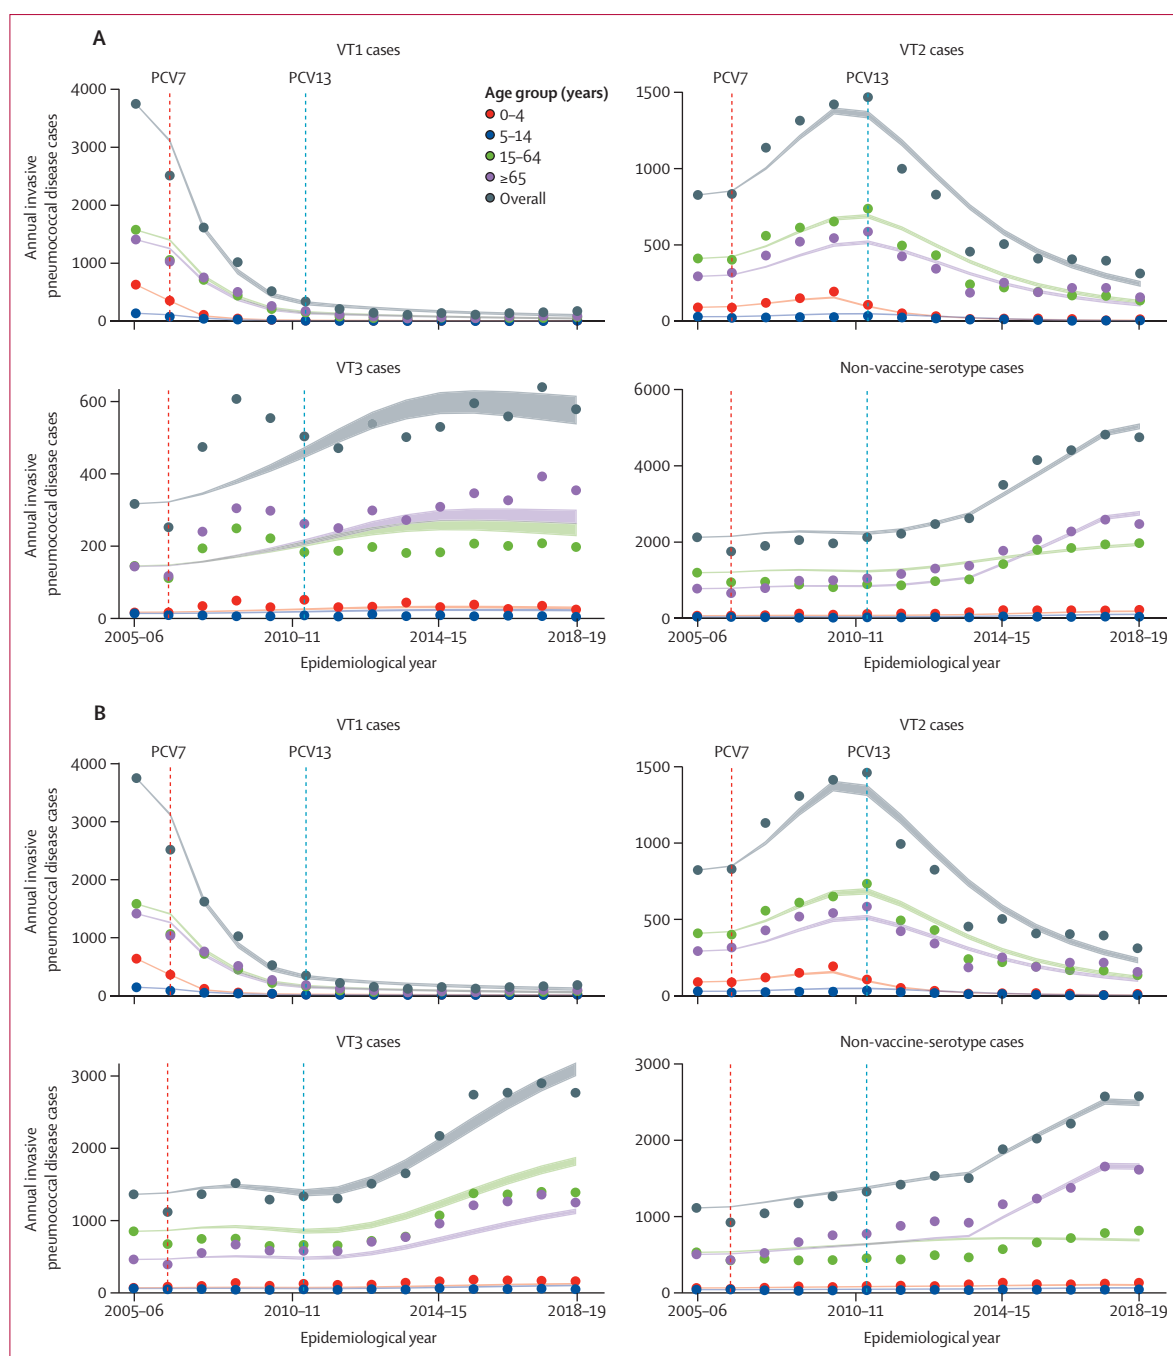 A
VT1 cases
VT2 cases
PCV7
PCV13
PCV7
PCV13
Age group (years)
0–4
5–14
15–64
≥65
Overall
Annual invasive
pneumococcal disease cases
4000
3000
2000
1000
0
1500
1000
500
0
VT3 cases
Non-vaccine-serotype cases
Annual invasive
pneumococcal disease cases
600
400
200
0
6000
4000
2000
0
2005–06
2010–11
2014–15
2018–19
2005–06
2010–11
2014–15
2018–19
Epidemiological year
Epidemiological year
B
VT1 cases
VT2 cases
PCV7
PCV13
PCV7
PCV13
Annual invasive
pneumococcal disease cases
4000
3000
2000
1000
0
1500
1000
500
0
VT3 cases
Non-vaccine-serotype cases
Annual invasive
pneumococcal disease cases
3000
2000
1000
0
3000
2000
1000
0
2005–06
2010–11
2014–15
2018–19
2005–06
2010–11
2014–15
2018–19
Epidemiological year
Epidemiological year